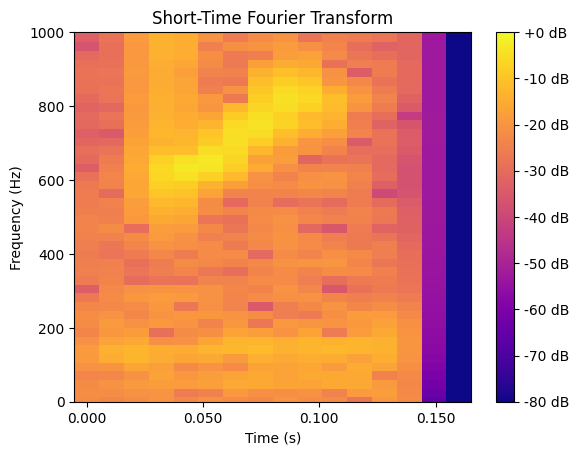 Short-Time Fourier Transform
Frequency (Hz)
1000
800
600
400
200
0
0.000
0.050
0.100
0.150
Time (s)
+0 dB
-10 dB
-20 dB
-30 dB
-40 dB
-50 dB
-60 dB
-70 dB
-80 dB